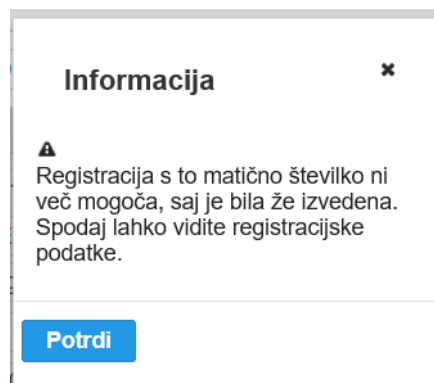 Informacija
Registracija s to matično številko ni
več mogoča, saj je bila že izvedena.
Spodaj lahko vidite registracijske
podatke.
Potrdi